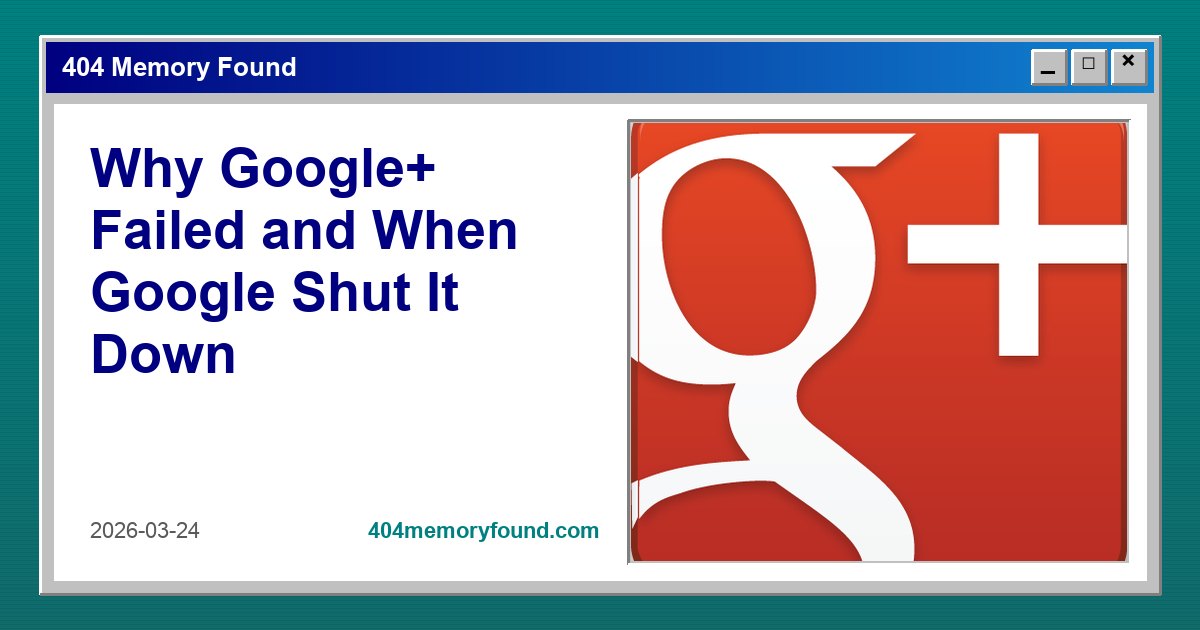 404 Memory Found
Why Google+
Failed and When
Google Shut It
Down
2026-03-24
404memoryfound.com
g+